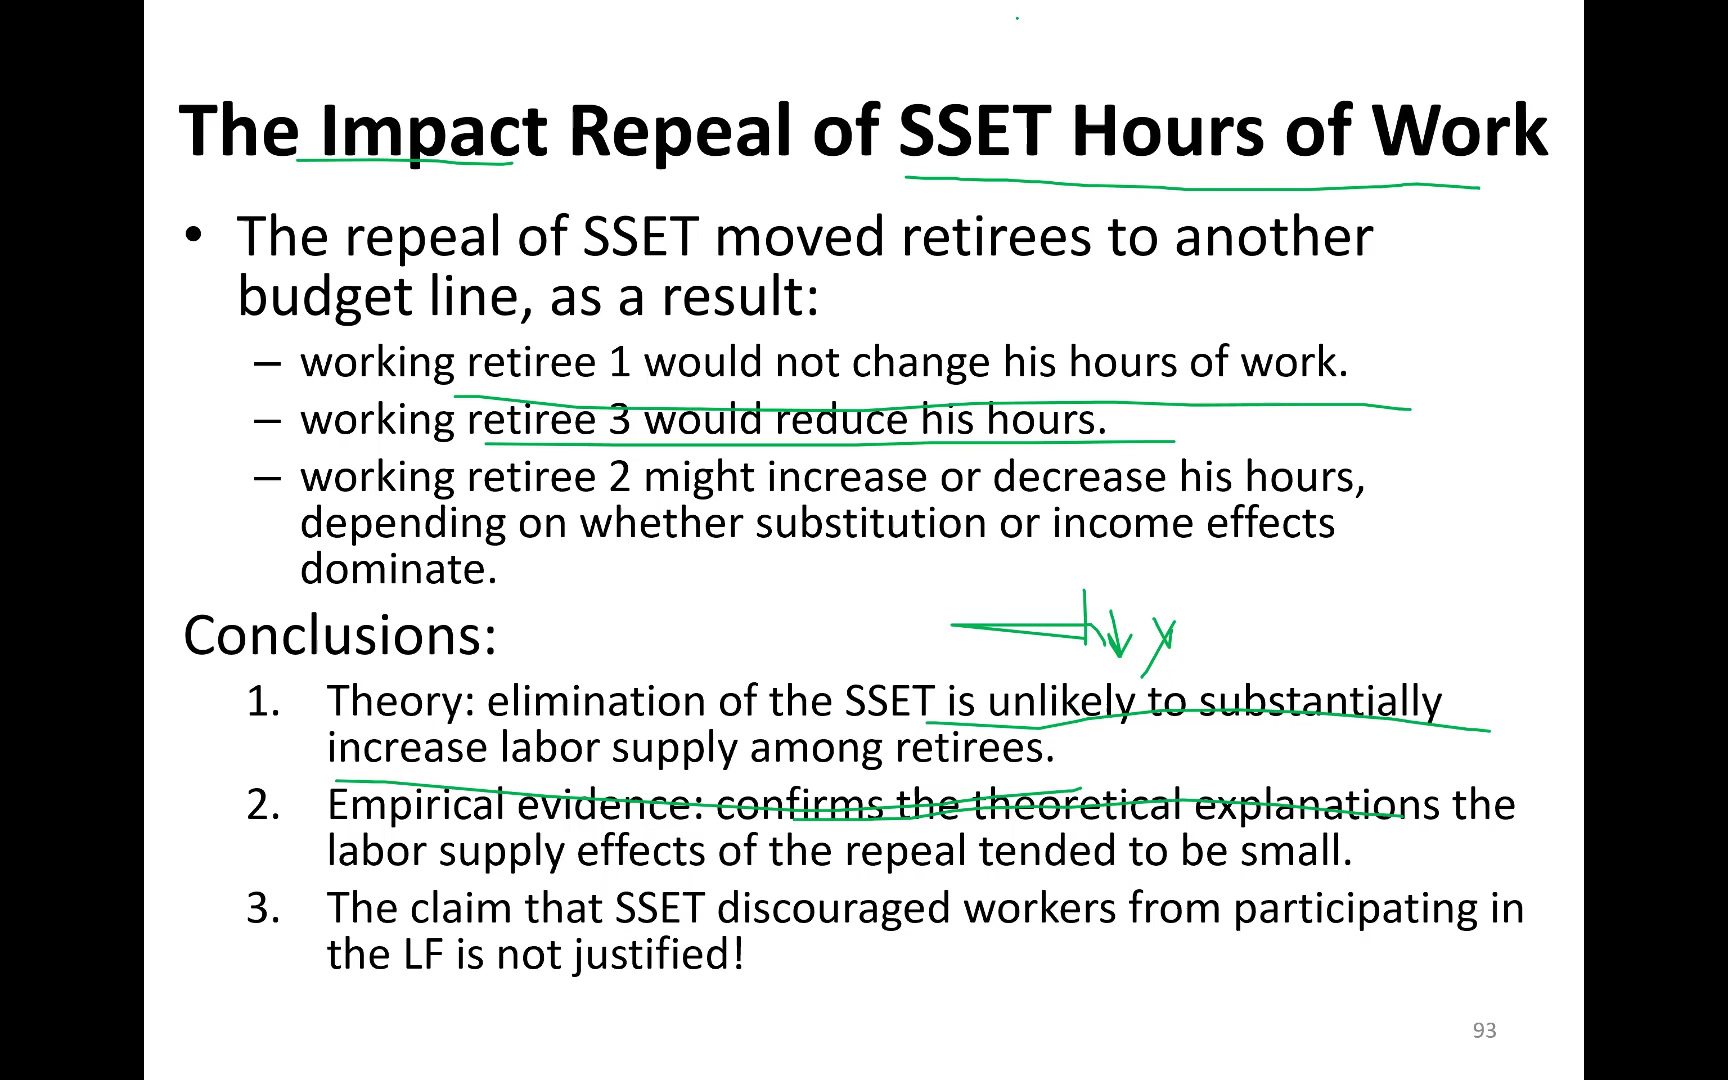 The Impact Repeal of SSET Hours of Work
• The repeal of SSET moved retirees to another
budget line, as a result:
– working retiree 1 would not change his hours of work.
– working retiree 3 would reduce his hours.
– working retiree 2 might increase or decrease his hours,
depending on whether substitution or income effects
dominate.
Conclusions:
1. Theory: elimination of the SSET is unlikely to substantially
increase labor supply among retirees.
2. Empirical evidence: confirms the theoretical explanations the
labor supply effects of the repeal tended to be small.
3. The claim that SSET discouraged workers from participating in
the LF is not justified!
93